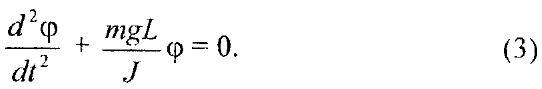 d²φ/dt² + mgL/J φ = 0. (3)